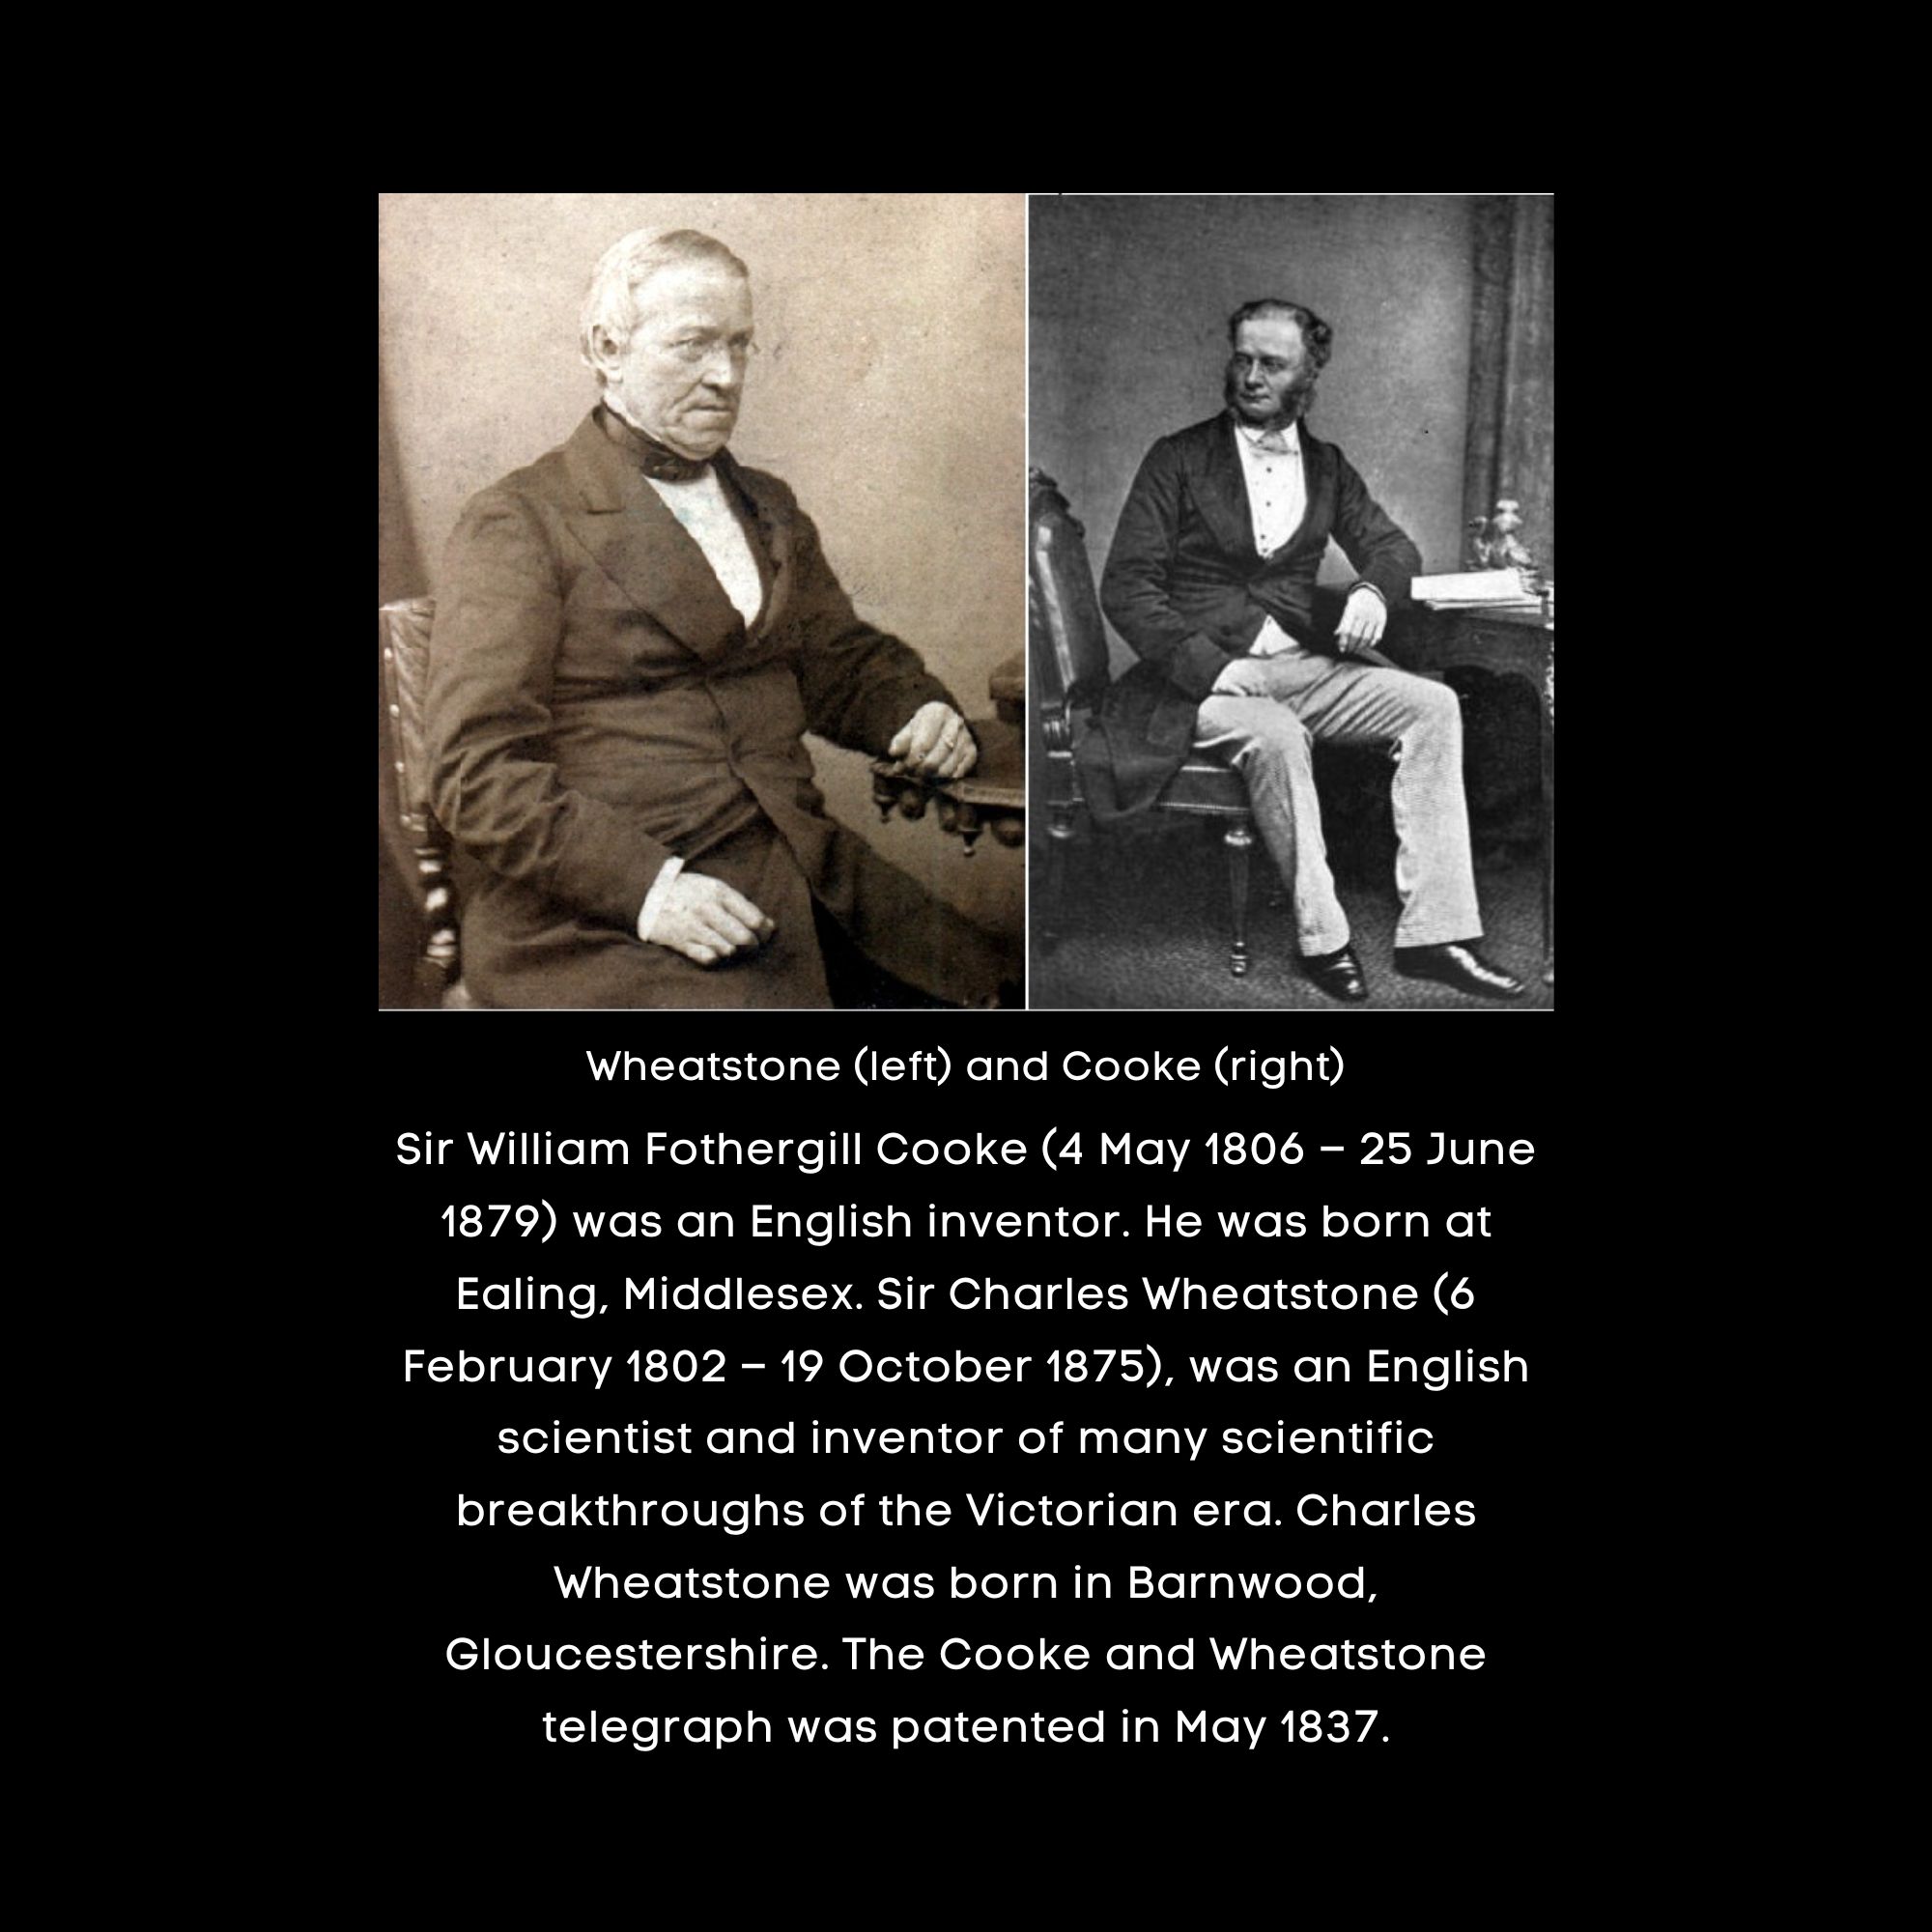 Wheatstone (left) and Cooke (right)
Sir William Fothergill Cooke (4 May 1806 – 25 June
1879) was an English inventor. He was born at
Ealing, Middlesex. Sir Charles Wheatstone (6
February 1802 – 19 October 1875), was an English
scientist and inventor of many scientific
breakthroughs of the Victorian era. Charles
Wheatstone was born in Barnwood,
Gloucestershire. The Cooke and Wheatstone
telegraph was patented in May 1837.